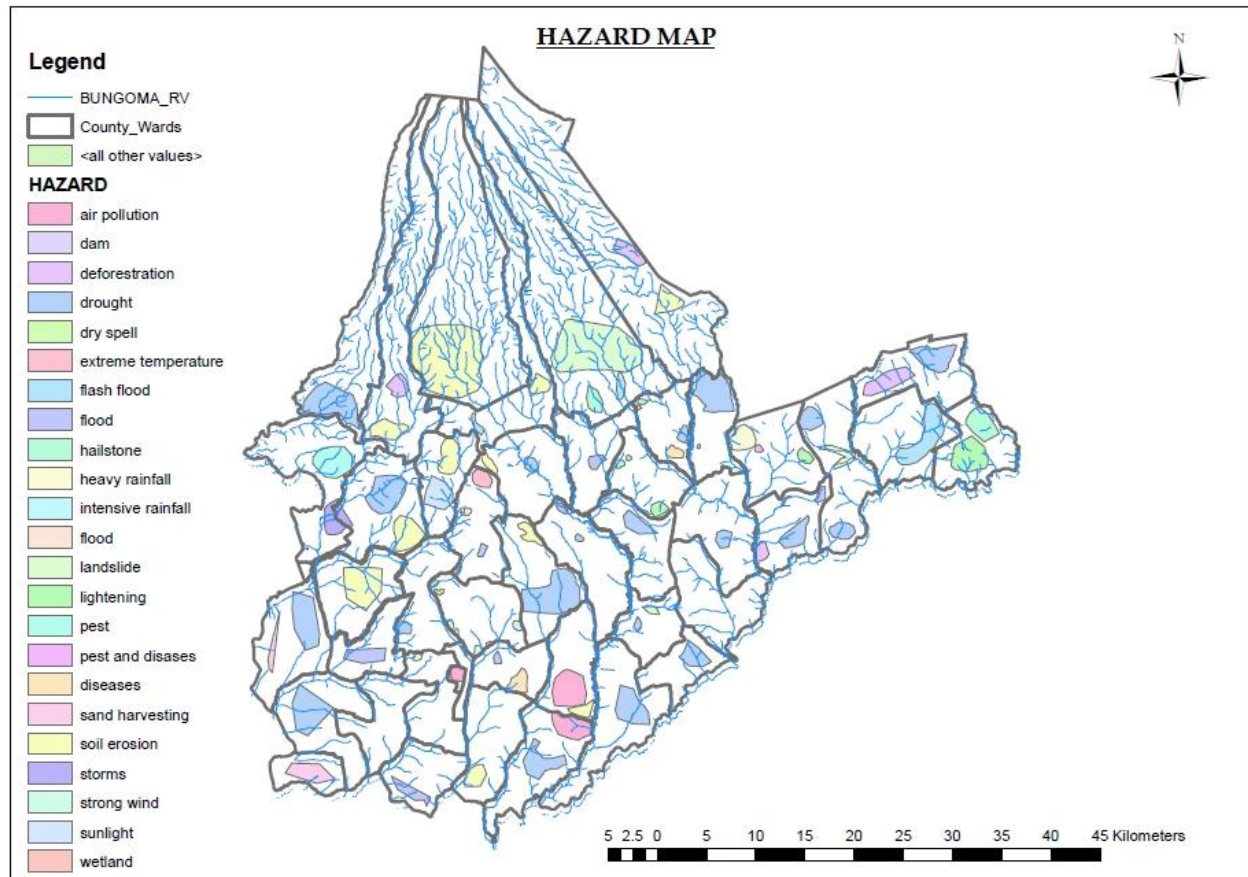 HAZARD MAP
N
Legend
BUNGOMA_RV
County_Wards
<all other values>
HAZARD
air pollution
dam
deforestration
drought
dry spell
extreme temperature
flash flood
flood
hailstone
heavy rainfall
intensive rainfall
flood
landslide
lightening
pest
pest and disases
diseases
sand harvesting
soil erosion
storms
strong wind
sunlight
wetland
5 2.5 0 5 10 15 20 25 30 35 40 45 Kilometers